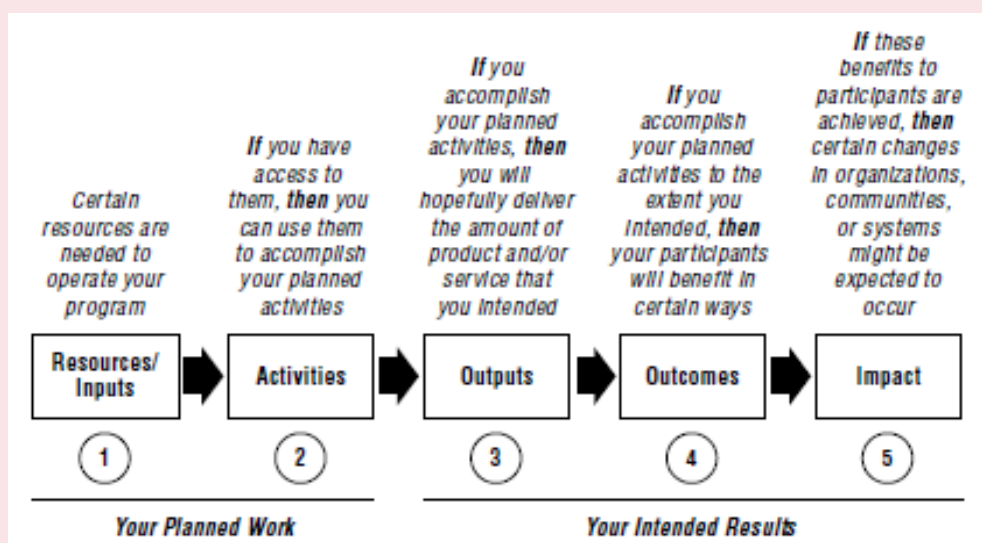 Certain
resources are
needed to
operate your
program
If you have
access to
them, then you
can use them
to accomplish
your planned
activities
If you
accomplish
your planned
activities, then
you will
hopefully deliver
the amount of
product and/or
service that
you intended
If you
accomplish
your planned
activities to the
extent you
intended, then
your participants
will benefit in
certain ways
If these
benefits to
participants are
achieved, then
certain changes
in organizations,
communities,
or systems
might be
expected to
occur
Resources/
Inputs
Activities
Outputs
Outcomes
Impact
1
2
3
4
5
Your Planned Work
Your Intended Results